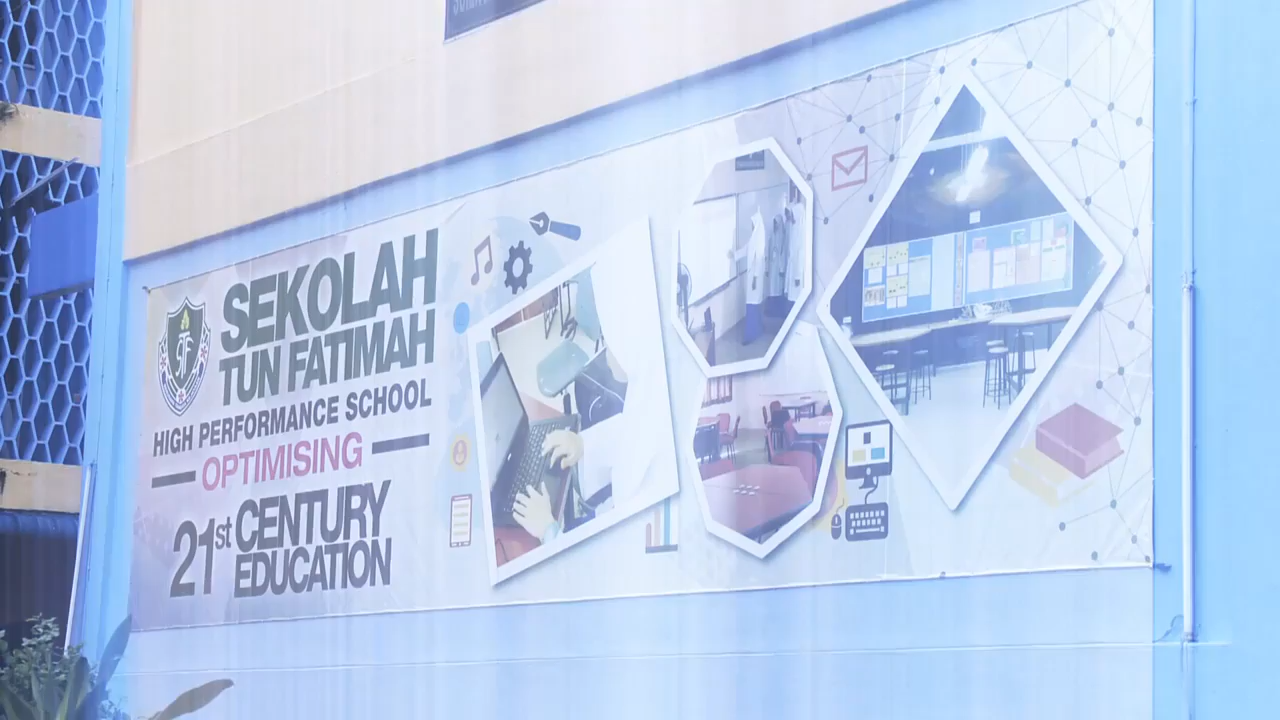 SEKOLAH
TUN FATIMAH
HIGH PERFORMANCE SCHOOL
OPTIMISING
21st CENTURY
EDUCATION